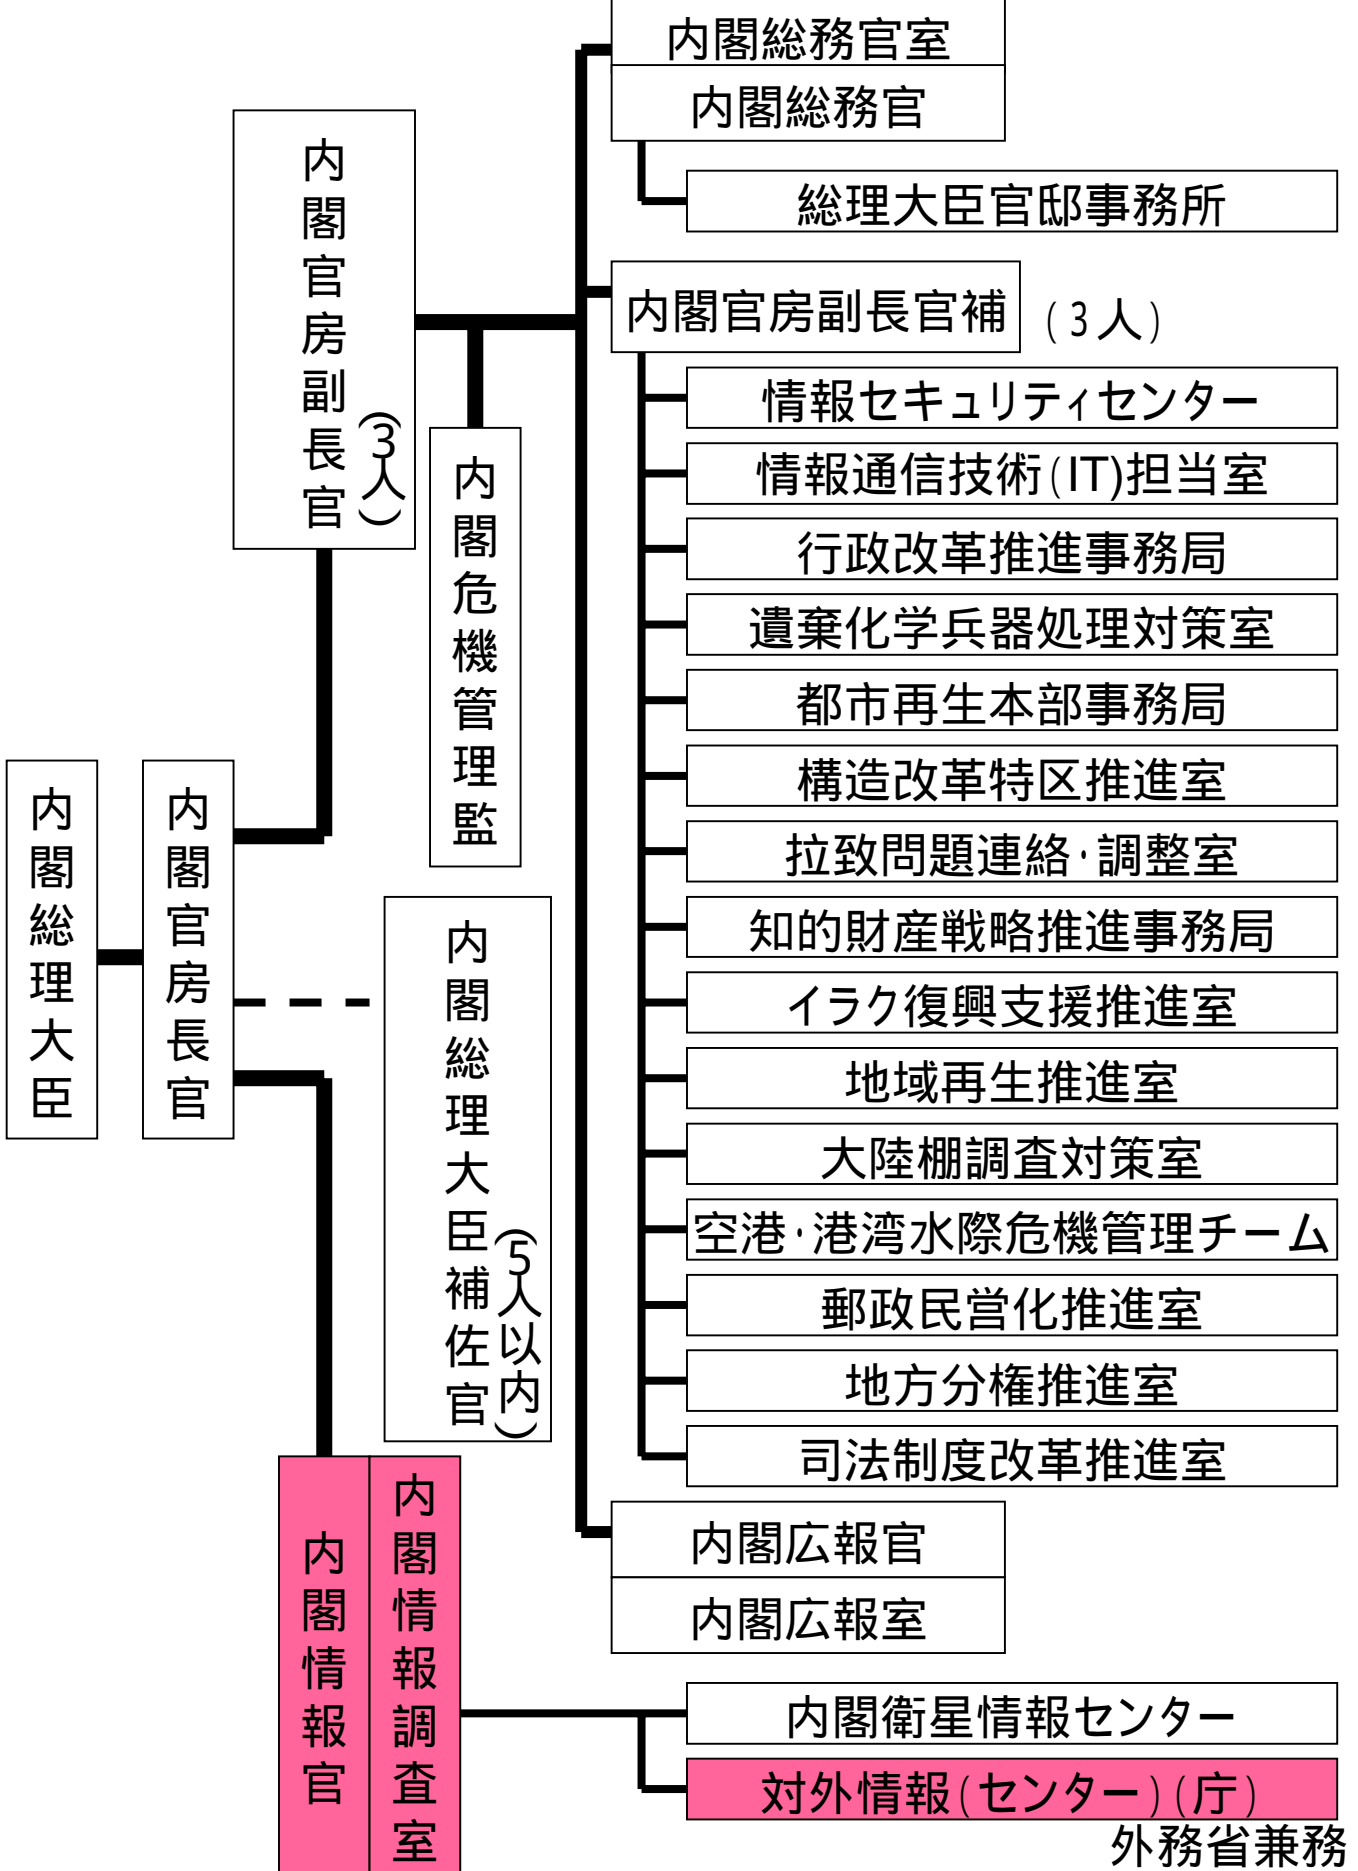 内閣総理大臣
内閣官房長官
内閣官房副長官
(3人)
内閣危機管理監
内閣総理大臣補佐官
(5人以内)
内閣総務官室
内閣総務官
総理大臣官邸事務所
内閣官房副長官補
(3人)
情報セキュリティセンター
情報通信技術(IT)担当室
行政改革推進事務局
遺棄化学兵器処理対策室
都市再生本部事務局
構造改革特区推進室
拉致問題連絡・調整室
知的財産戦略推進事務局
イラク復興支援推進室
地域再生推進室
大陸棚調査対策室
空港・港湾水際危機管理チーム
郵政民営化推進室
地方分権推進室
司法制度改革推進室
内閣広報官
内閣広報室
内閣情報官
内閣情報調査室
内閣衛星情報センター
対外情報(センター)(庁)
外務省兼務